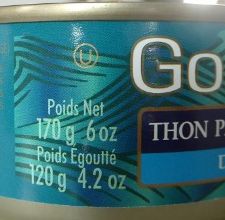 U
Go
Poids Net
170 g 6 oz
Poids Egoutté
120 g 4.2 oz
THON P
D